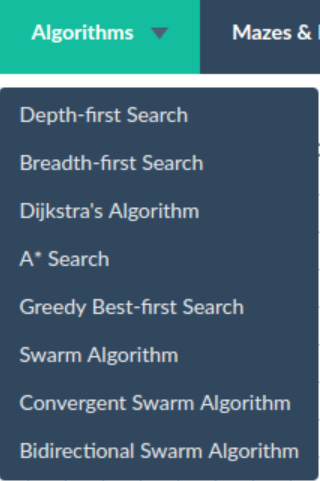 Algorithms
Mazes &
Depth-first Search
Breadth-first Search
Dijkstra's Algorithm
A* Search
Greedy Best-first Search
Swarm Algorithm
Convergent Swarm Algorithm
Bidirectional Swarm Algorithm